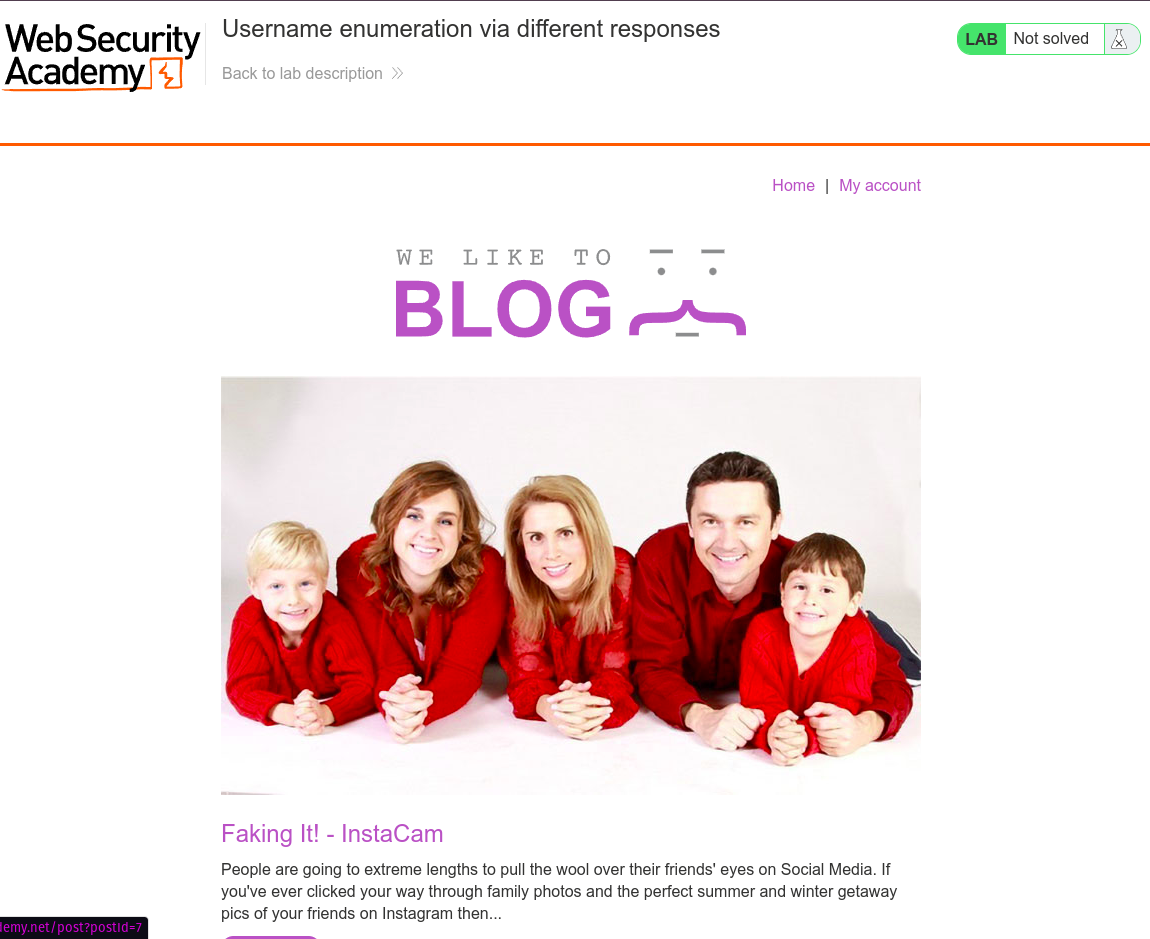 Web Security
Academy
Username enumeration via different responses
Back to lab description
LAB Not solved
Home | My account
WE LIKE TO
BLOG
Faking It! - InstaCam
People are going to extreme lengths to pull the wool over their friends' eyes on Social Media. If
you've ever clicked your way through family photos and the perfect summer and winter getaway
pics of your friends on Instagram then...
demy.net/post?postId=7